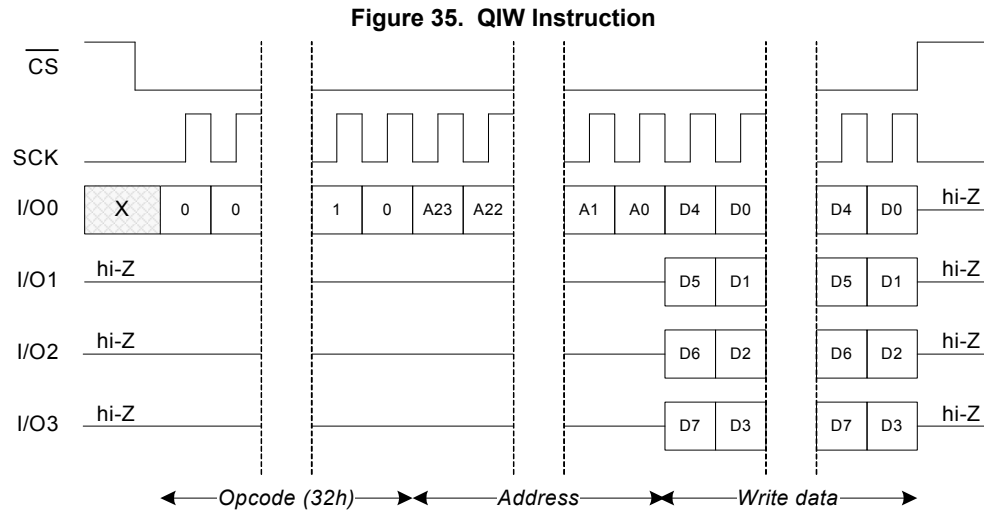 Figure 35. QIW Instruction
CS
SCK
I/O0 X 0 0 1 0 A23 A22 A1 A0 D4 D0 D4 D0 hi-Z
I/O1 hi-Z D5 D1 D5 D1 hi-Z
I/O2 hi-Z D6 D2 D6 D2 hi-Z
I/O3 hi-Z D7 D3 D7 D3 hi-Z
Opcode (32h) Address Write data